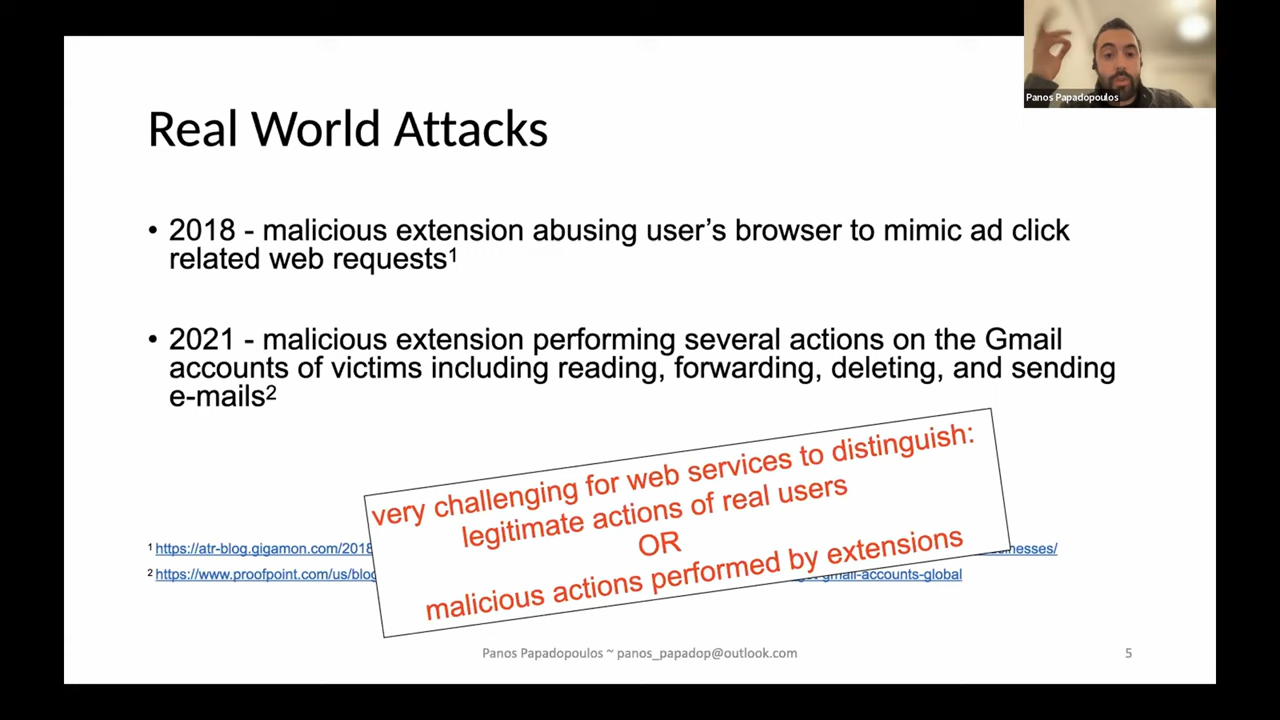 Panos Papadopoulos
Real World Attacks
• 2018 - malicious extension abusing user's browser to mimic ad click
related web requests1
• 2021 - malicious extension performing several actions on the Gmail
accounts of victims including reading, forwarding, deleting, and sending
e-mails2
very challenging for web services to distinguish:
legitimate actions of real users
OR
malicious actions performed by extensions
1 https://atr-blog.gigamon.com/2018
2 https://www.proofpoint.com/us/blog gmail-accounts-global
Panos Papadopoulos ~ panos_papadop@outlook.com
5